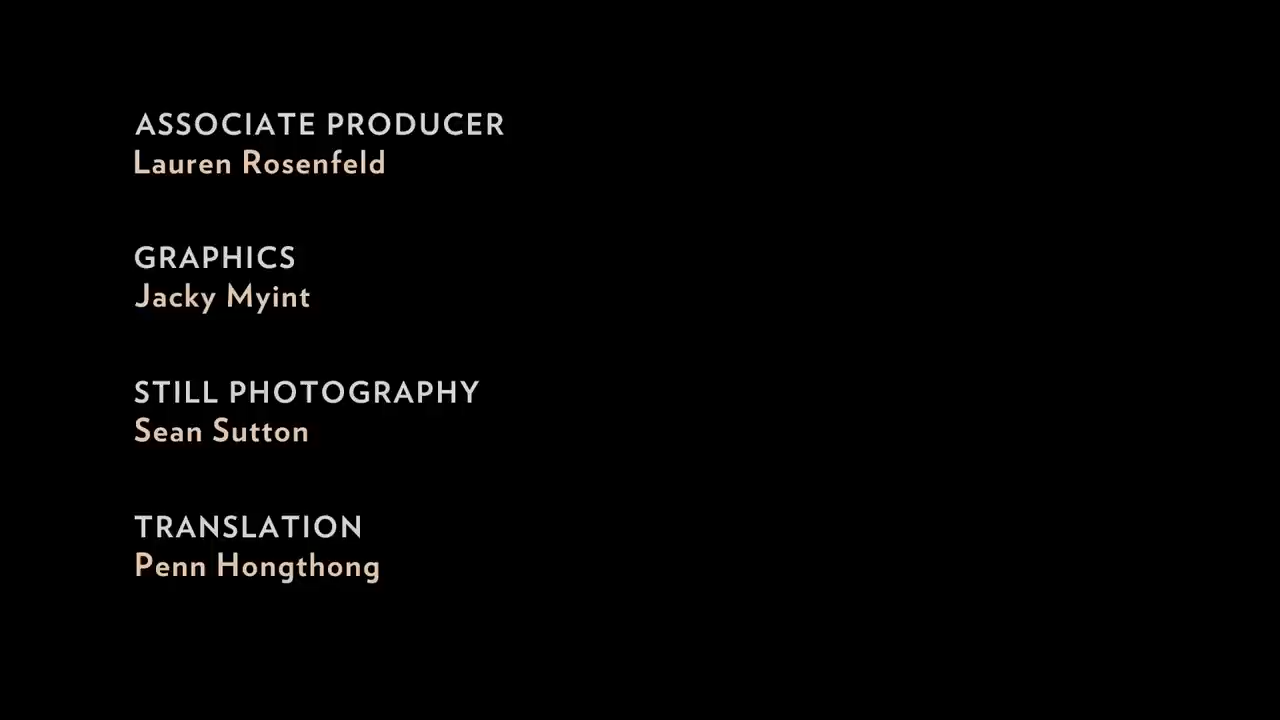 ASSOCIATE PRODUCER
Lauren Rosenfeld
GRAPHICS
Jacky Myint
STILL PHOTOGRAPHY
Sean Sutton
TRANSLATION
Penn Hongthong